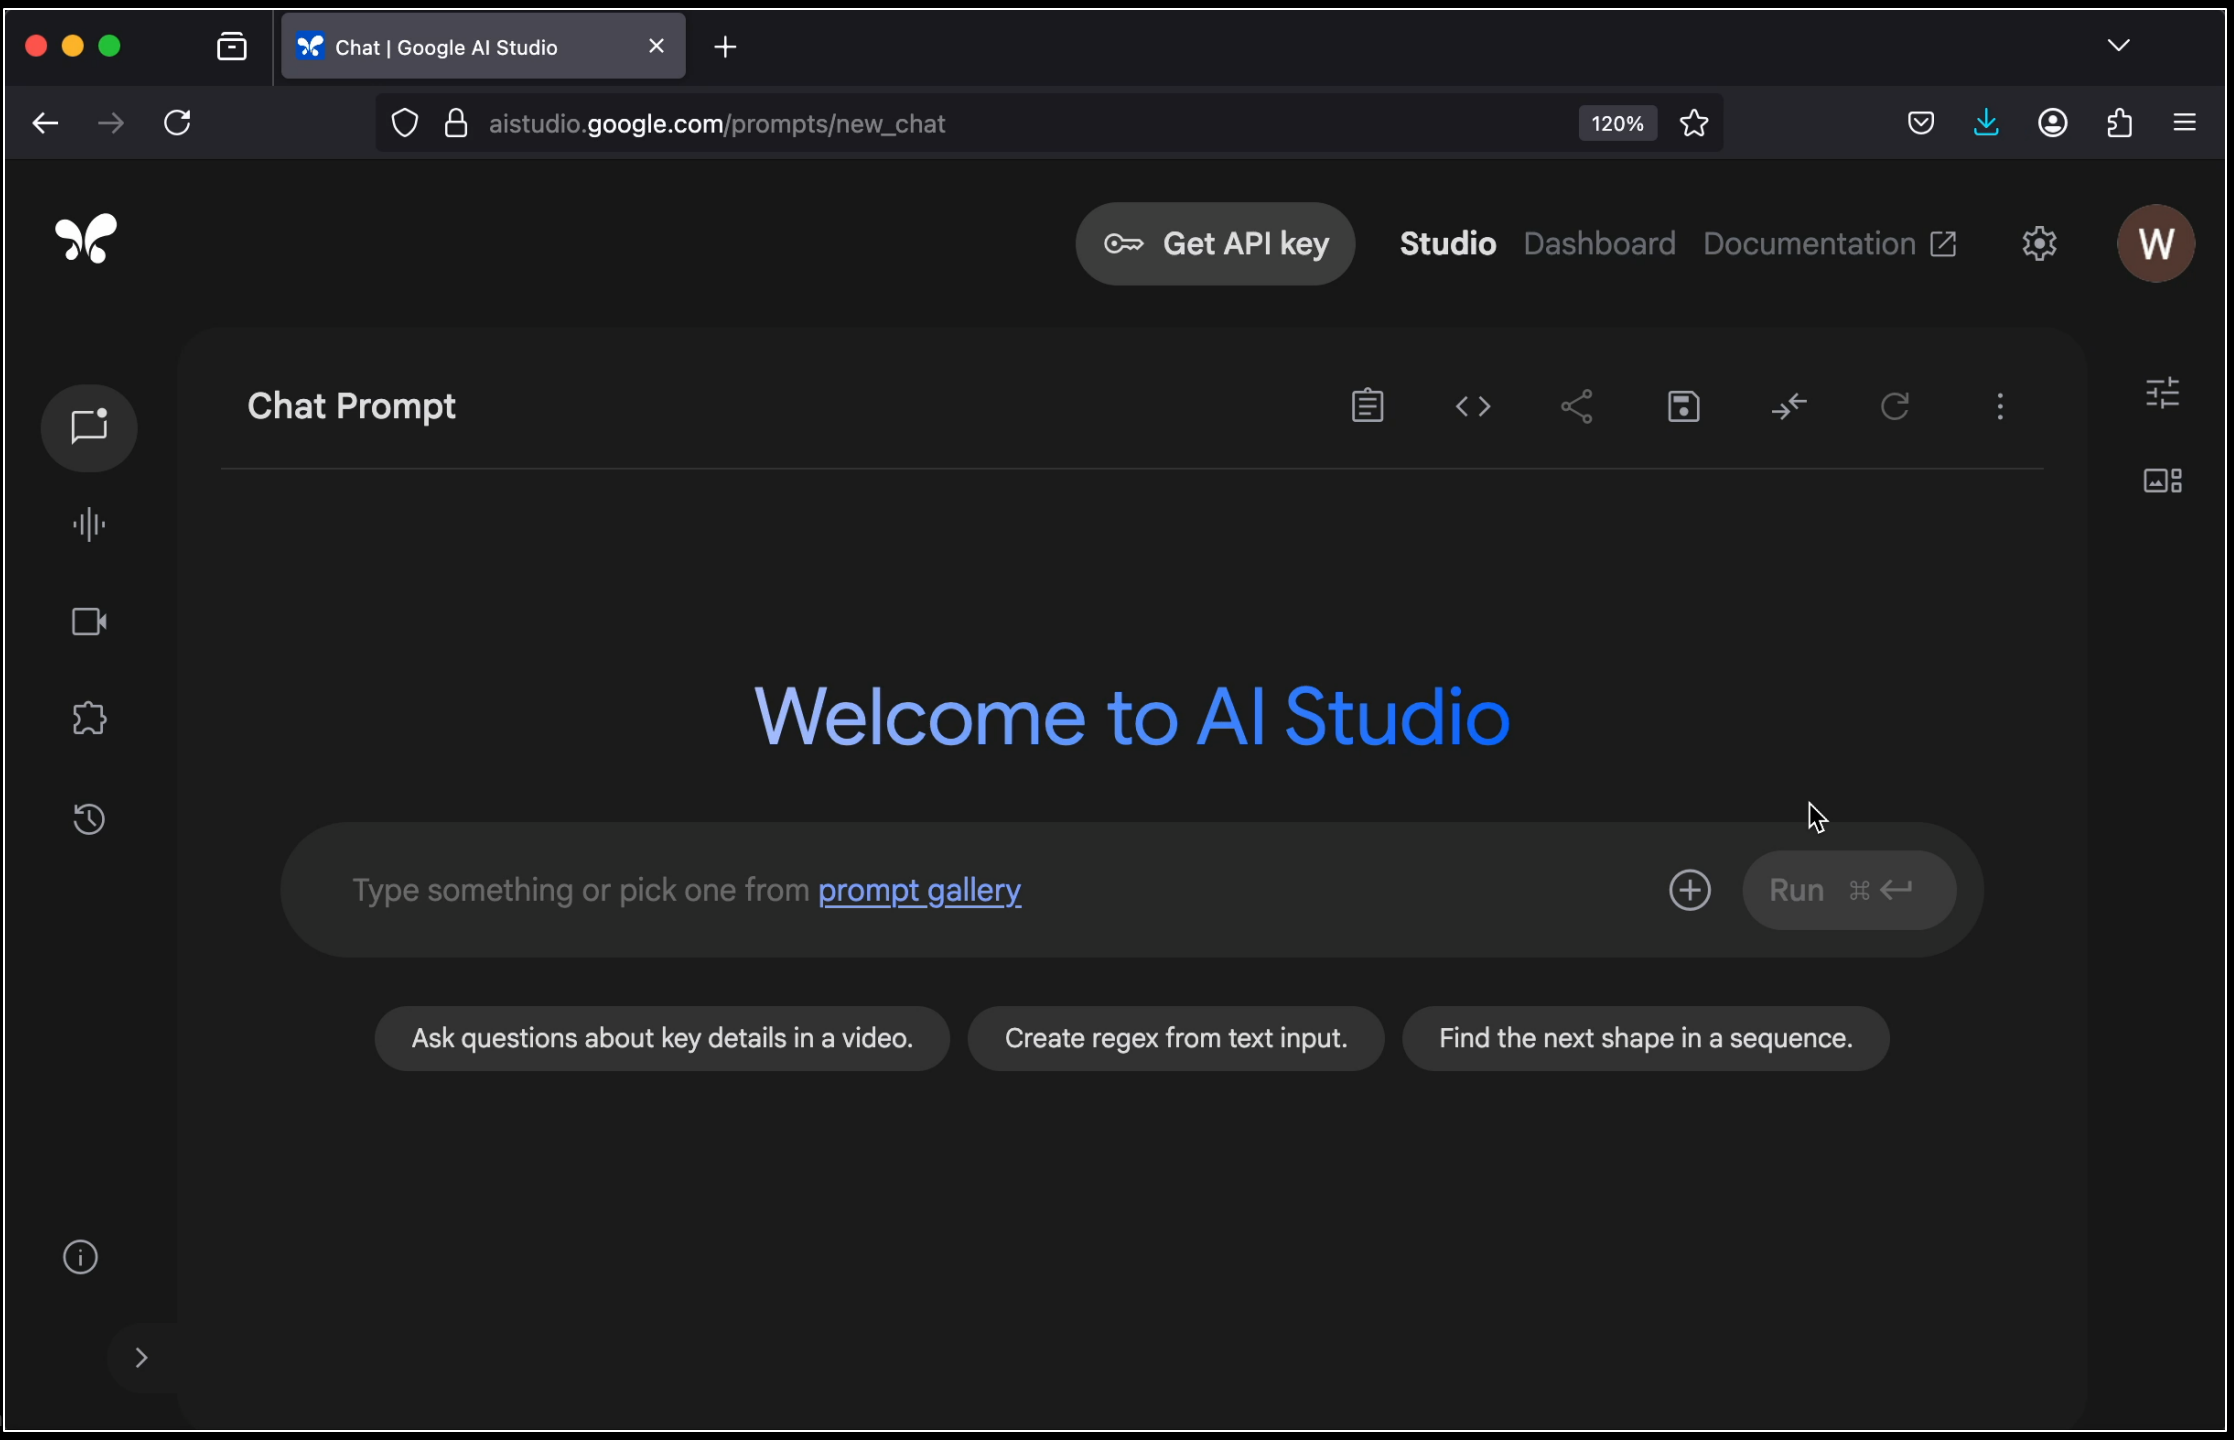 Chat | Google AI Studio
aistudio.google.com/prompts/new_chat
120%
Get API key
Studio
Dashboard
Documentation
W
Chat Prompt
Welcome to AI Studio
Type something or pick one from prompt gallery
Run ⌘
Ask questions about key details in a video.
Create regex from text input.
Find the next shape in a sequence.